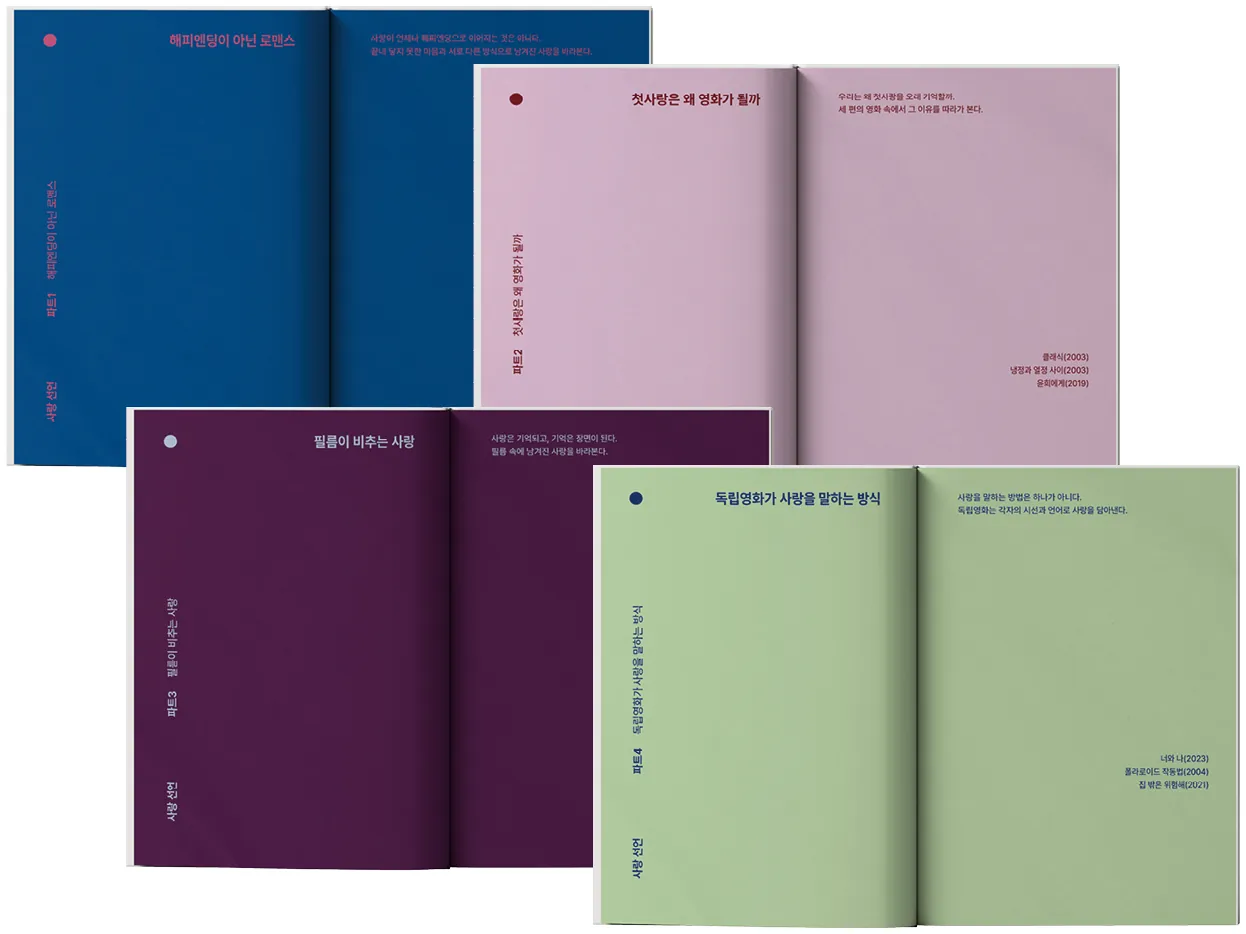 해피엔딩이 아닌 로맨스
사랑이 언제나 해피엔딩으로 이어지는 것은 아니다.
끝내 닿지 못한 마음과 서로 다른 방식으로 남겨진 사랑을 바라본다.
파트1 해피엔딩이 아닌 로맨스
사랑 선언
첫사랑은 왜 영화가 될까
우리는 왜 첫사랑을 오래 기억할까.
세 편의 영화 속에서 그 이유를 따라가 본다.
파트2 첫사랑은 왜 영화가 될까
클래식(2003)
냉정과 열정 사이(2003)
윤희에게(2019)
필름이 비추는 사랑
사랑은 기억되고, 기억은 장면이 된다.
필름 속에 남겨진 사랑을 바라본다.
파트3 필름이 비추는 사랑
사랑 선언
독립영화가 사랑을 말하는 방식
사랑을 말하는 방법은 하나가 아니다.
독립영화는 각자의 시선과 언어로 사랑을 담아낸다.
파트4 독립영화가 사랑을 말하는 방식
사랑 선언
너와 나(2023)
폴라로이드 작동법(2004)
집 밖은 위험해(2021)